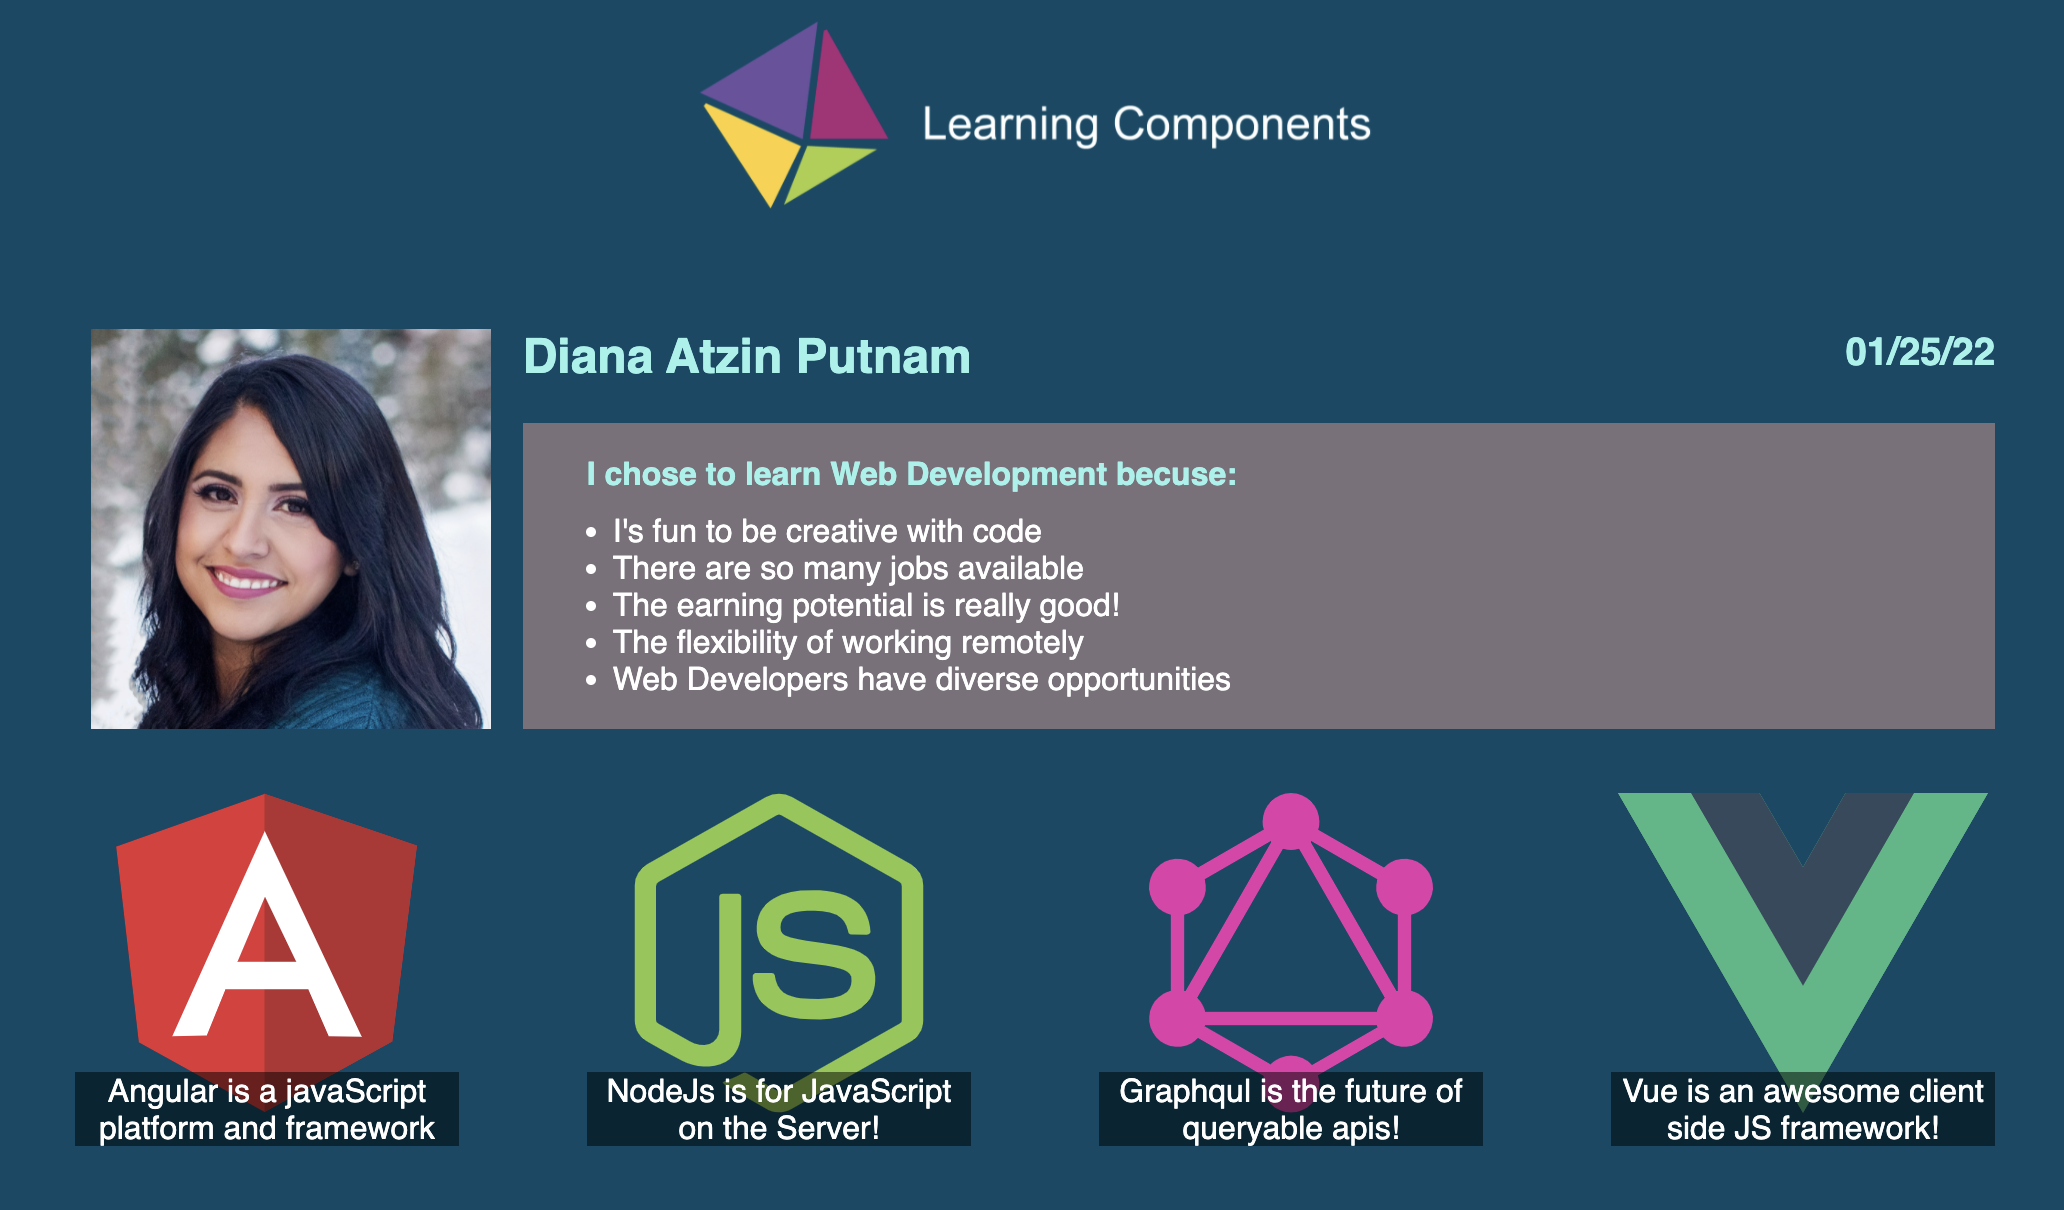 Learning Components
Diana Atzin Putnam
01/25/22
I chose to learn Web Development becuse:
• I's fun to be creative with code
• There are so many jobs available
• The earning potential is really good!
• The flexibility of working remotely
• Web Developers have diverse opportunities
A
JS
Angular is a javaScript
platform and framework
NodeJs is for JavaScript
on the Server!
Graphqul is the future of
queryable apis!
Vue is an awesome client
side JS framework!